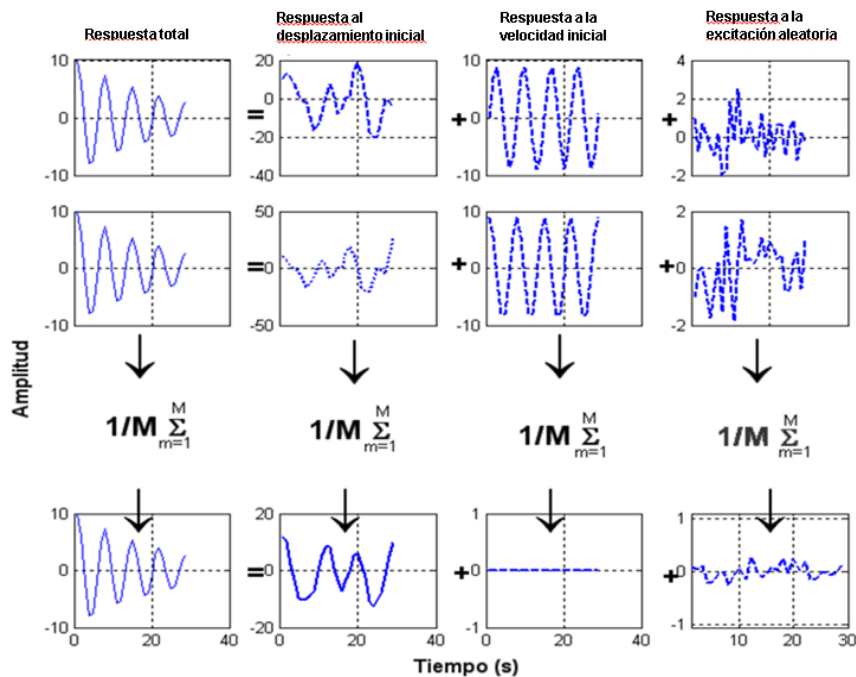 Respuesta total
Respuesta al
desplazamiento inicial
Respuesta a la
velocidad inicial
Respuesta a la
excitación aleatoria
10
0
-10
=
20
0
-20
-40
+
10
0
-10
+
4
2
0
-2
10
0
-10
=
50
0
-50
+
10
0
-10
+
2
0
-2
Amplitud
1/M Σ M m=1
1/M Σ M m=1
1/M Σ M m=1
1/M Σ M m=1
10
0
-10
=
20
0
-20
+
1
0
-1
+
1
0
-1
0 20 40
0 20 40
0 20 40
10 20 30
Tiempo (s)